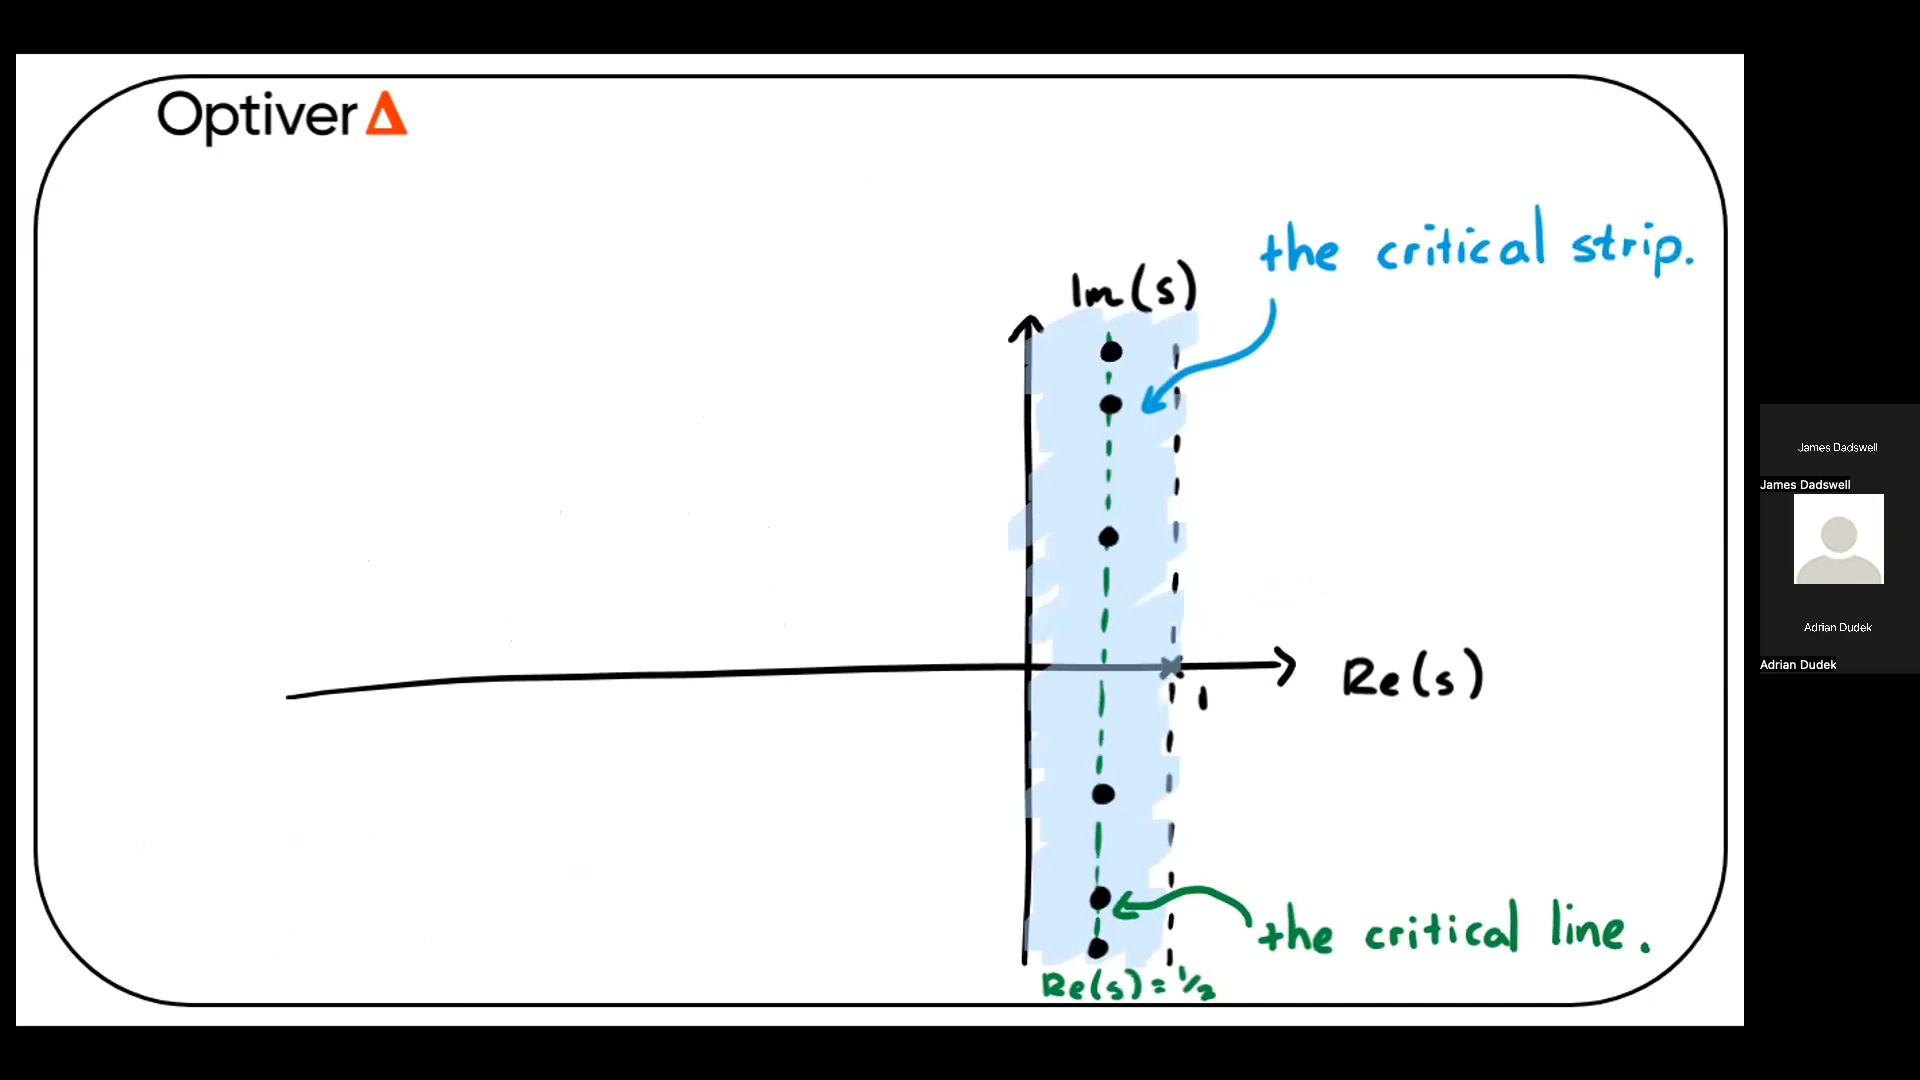 Optiver
the critical strip.
Im(s)
Re(s)
1
the critical line.
Re(s) = 1/2
James Dadswell
James Dadswell
Adrian Dudek
Adrian Dudek